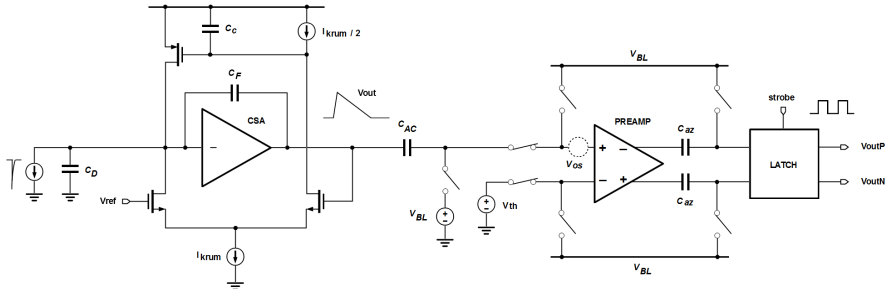 C_C
I_krum / 2
V_BL
C_F
CSA
Vout
C_AC
PREAMP
C_az
strobe
C_D
V_os
LATCH
VoutP
Vref
V_BL
Vth
C_az
VoutN
I_krum
V_BL